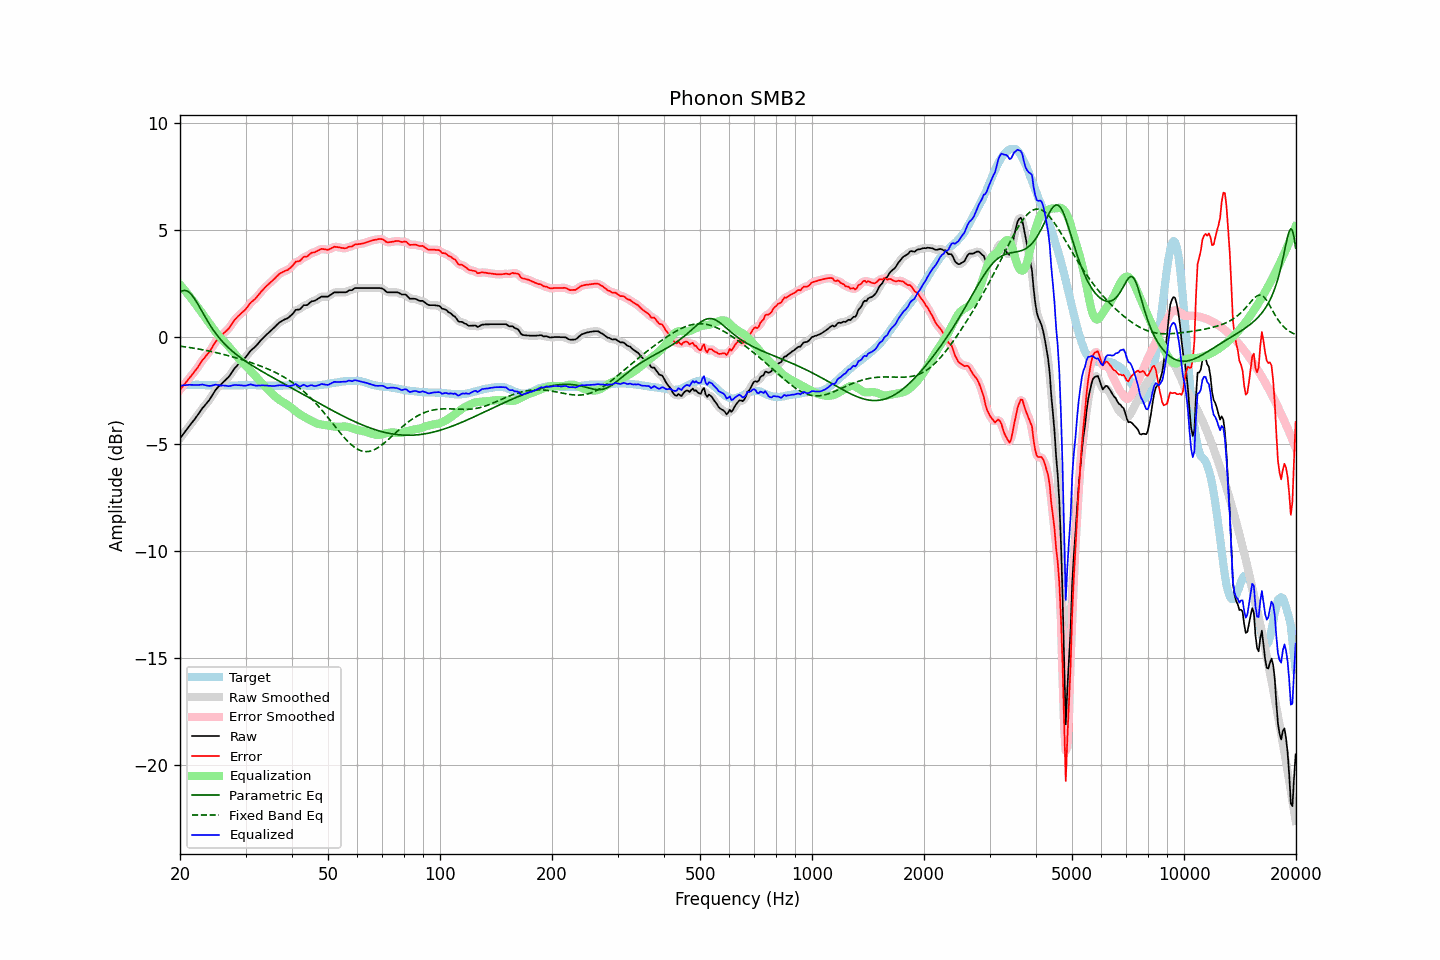 Phonon SMB2
Amplitude (dBr)
10
5
0
−5
−10
−15
−20
Target
Raw Smoothed
Error Smoothed
Raw
Error
Equalization
Parametric Eq
Fixed Band Eq
Equalized
20 50 100 200 500 1000 2000 5000 10000 20000
Frequency (Hz)